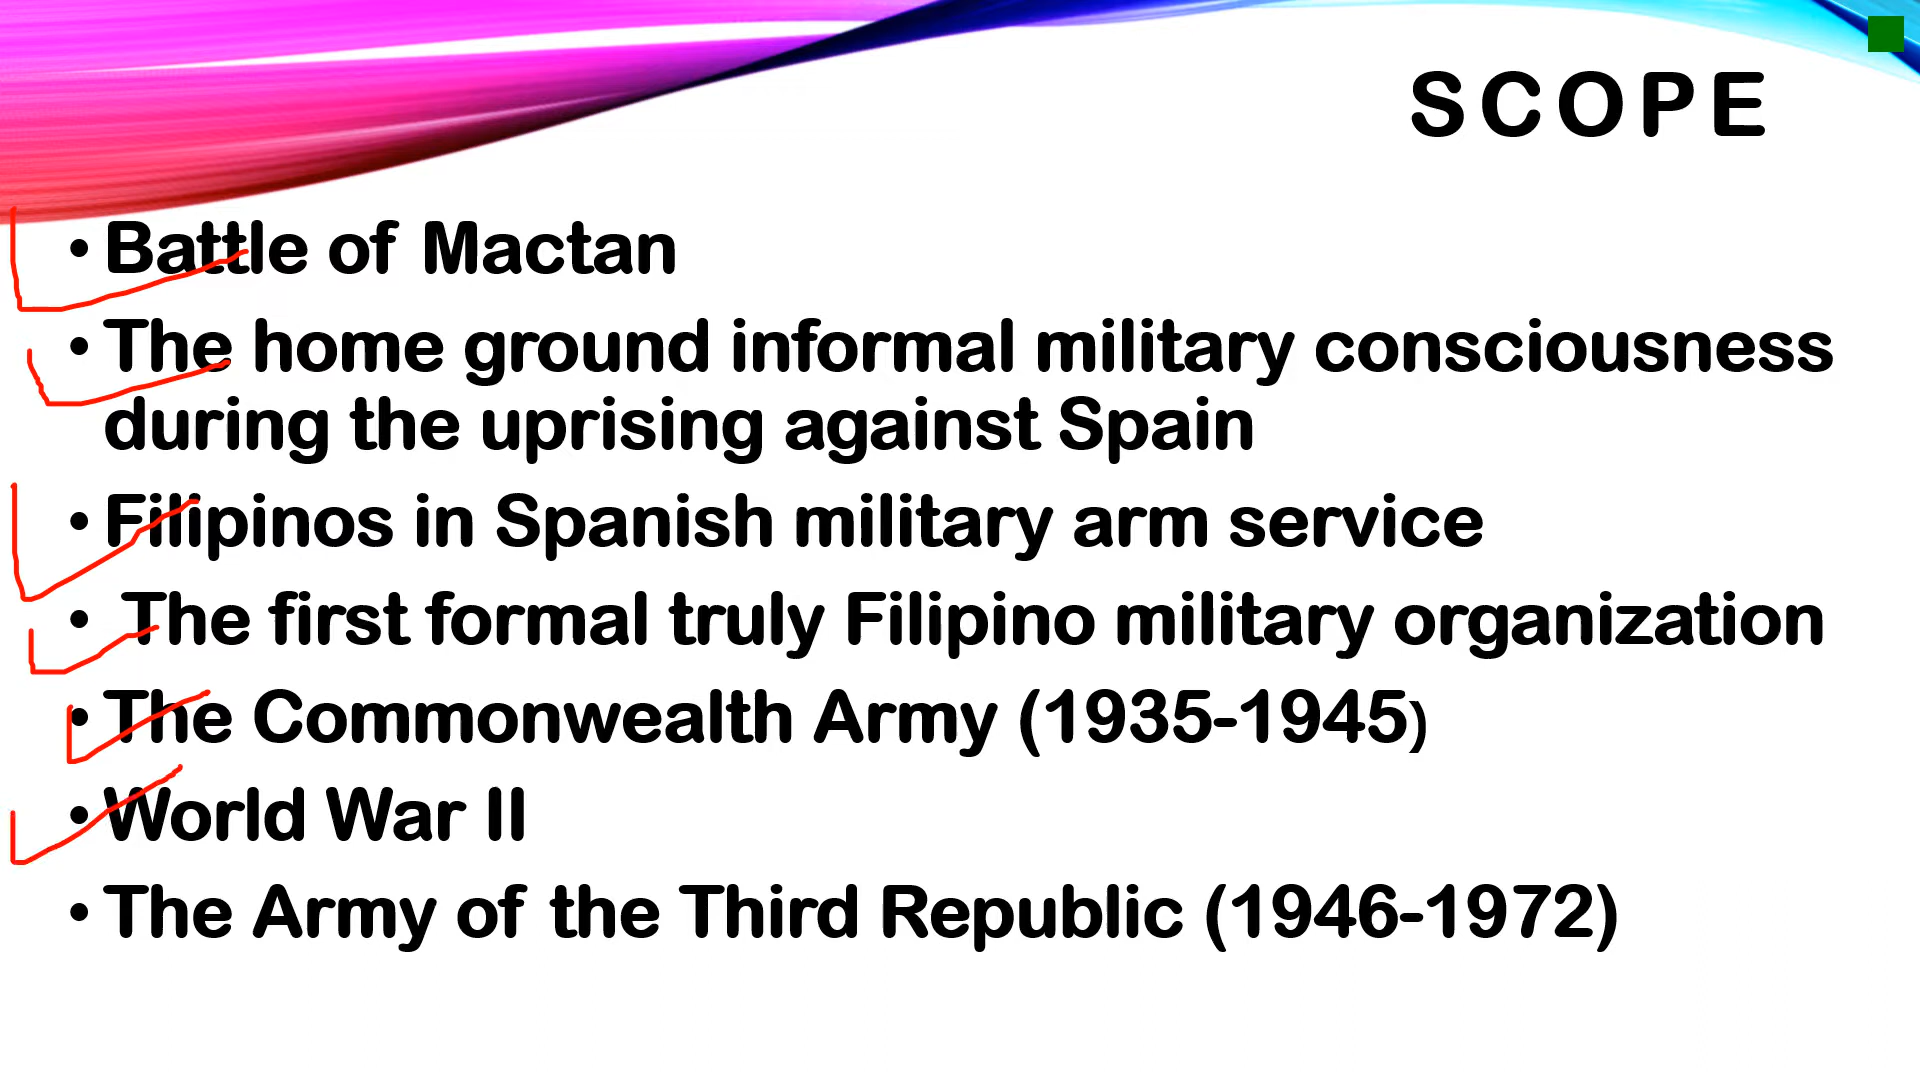 SCOPE
• Battle of Mactan
• The home ground informal military consciousness
during the uprising against Spain
• Filipinos in Spanish military arm service
• The first formal truly Filipino military organization
• The Commonwealth Army (1935-1945)
• World War II
• The Army of the Third Republic (1946-1972)